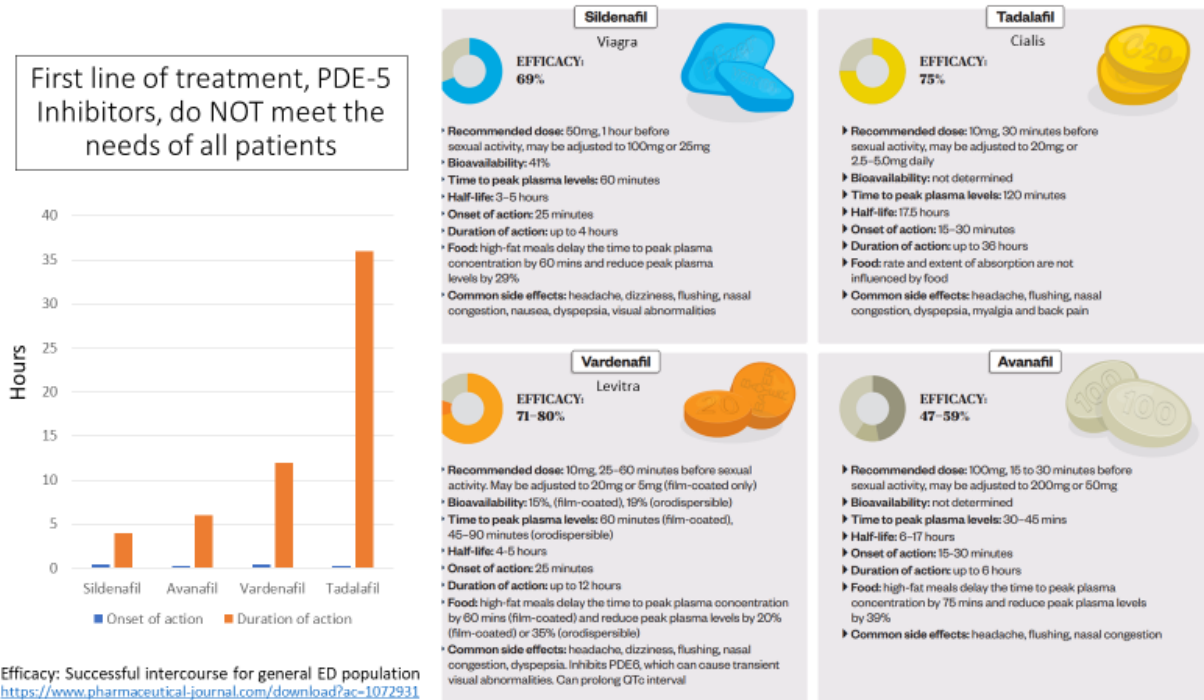 First line of treatment, PDE-5
Inhibitors, do NOT meet the
needs of all patients
40
35
30
25
20
15
10
5
0
Hours
Sildenafil
Avanafil
Vardenafil
Tadalafil
Onset of action
Duration of action
Efficacy: Successful intercourse for general ED population
https://www.pharmaceutical-journal.com/download?ac=1072931
Sildenafil
Viagra
EFFICACY:
69%
Recommended dose: 50mg, 1 hour before
sexual activity, may be adjusted to 100mg or 25mg
Bioavailability: 41%
Time to peak plasma levels: 60 minutes
Half-life: 3–5 hours
Onset of action: 25 minutes
Duration of action: up to 4 hours
Food: high-fat meals delay the time to peak plasma
concentration by 60 mins and reduce peak plasma
levels by 29%
Common side effects: headache, dizziness, flushing, nasal
congestion, nausea, dyspepsia, visual abnormalities
Tadalafil
Cialis
EFFICACY:
75%
C20
Recommended dose: 10mg, 30 minutes before
sexual activity, may be adjusted to 20mg; or
2.5–5.0mg daily
Bioavailability: not determined
Time to peak plasma levels: 120 minutes
Half-life: 17.5 hours
Onset of action: 15–30 minutes
Duration of action: up to 36 hours
Food: rate and extent of absorption are not
influenced by food
Common side effects: headache, flushing, nasal
congestion, dyspepsia, myalgia and back pain
Vardenafil
Levitra
EFFICACY:
71–80%
20
Recommended dose: 10mg, 25–60 minutes before sexual
activity. May be adjusted to 20mg or 5mg (film-coated only)
Bioavailability: 15%, (film-coated), 19% (orodispersible)
Time to peak plasma levels: 60 minutes (film-coated),
45–90 minutes (orodispersible)
Half-life: 4-5 hours
Onset of action: 25 minutes
Duration of action: up to 12 hours
Food: high-fat meals delay the time to peak plasma concentration
by 60 mins (film-coated) and reduce peak plasma levels by 20%
(film-coated) or 35% (orodispersible)
Common side effects: headache, dizziness, flushing, nasal
congestion, dyspepsia. Inhibits PDE6, which can cause transient
visual abnormalities. Can prolong QTc interval
Avanafil
EFFICACY:
47–59%
100
100
Recommended dose: 100mg, 15 to 30 minutes before
sexual activity, may be adjusted to 200mg or 50mg
Bioavailability: not determined
Time to peak plasma levels: 30–45 mins
Half-life: 6–17 hours
Onset of action: 15-30 minutes
Duration of action: up to 6 hours
Food: high-fat meals delay the time to peak plasma
concentration by 75 mins and reduce peak plasma levels
by 39%
Common side effects: headache, flushing, nasal congestion